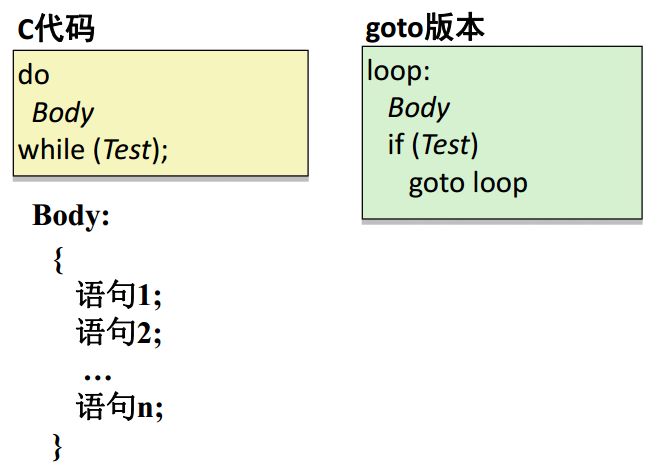 C代码
do
Body
while (Test);
goto版本
loop:
Body
if (Test)
goto loop
Body:
{
语句1;
语句2;
…
语句n;
}